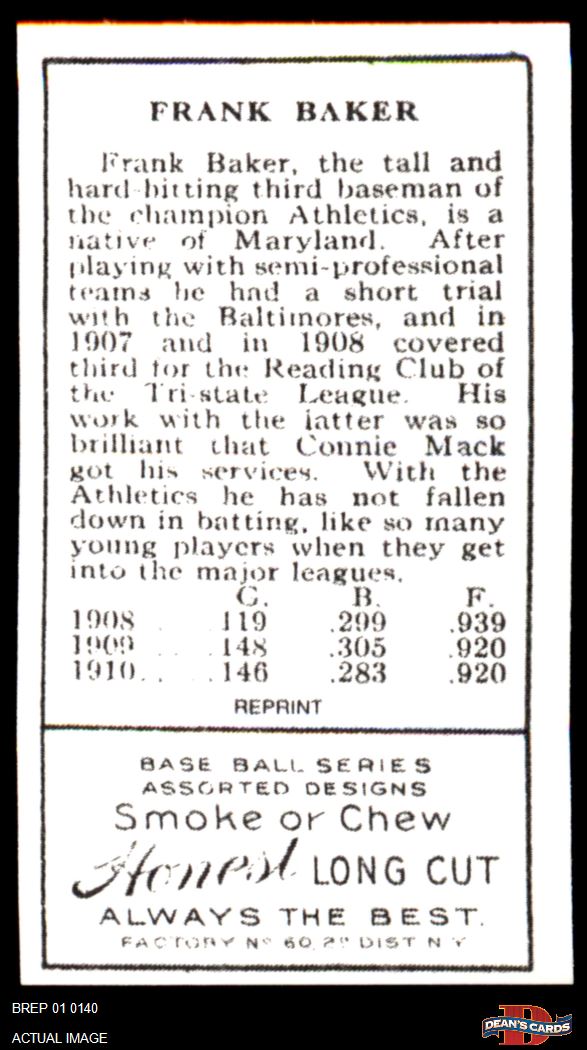 FRANK BAKER
Frank Baker, the tall and
hard-hitting third baseman of
the champion Athletics, is a
native of Maryland. After
playing with semi-professional
teams he had a short trial
with the Baltimores, and in
1907 and in 1908 covered
third for the Reading Club of
the Tri-state League. His
work with the latter was so
brilliant that Connie Mack
got his services. With the
Athletics he has not fallen
down in batting, like so many
young players when they get
into the major leagues.
G. B. F.
1908 . . . 119 .299 .939
1909 . . . 148 .305 .920
1910. . . . 146 .283 .920
REPRINT
BASE BALL SERIES
ASSORTED DESIGNS
Smoke or Chew
Honest LONG CUT
ALWAYS THE BEST.
FACTORY Nº 60, 2ᴰ DIST N Y
BREP 01 0140
ACTUAL IMAGE
D
DEAN'S CARDS